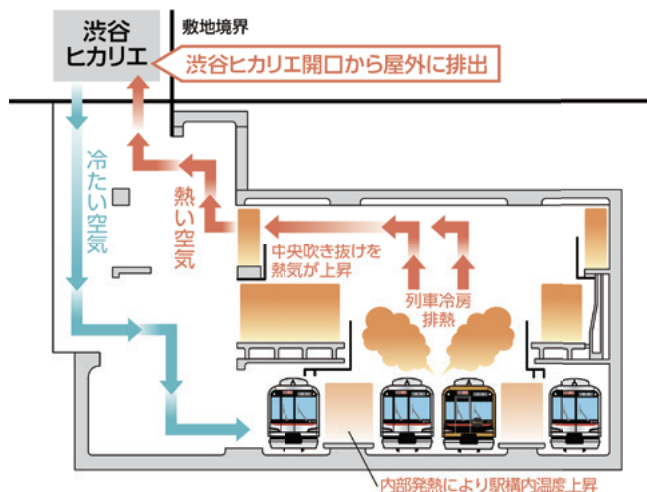 渋谷
ヒカリエ
敷地境界
渋谷ヒカリエ開口から屋外に排出
冷たい空気
熱い空気
中央吹き抜けを
熱気が上昇
列車冷房
排熱
内部発熱により駅構内温度上昇